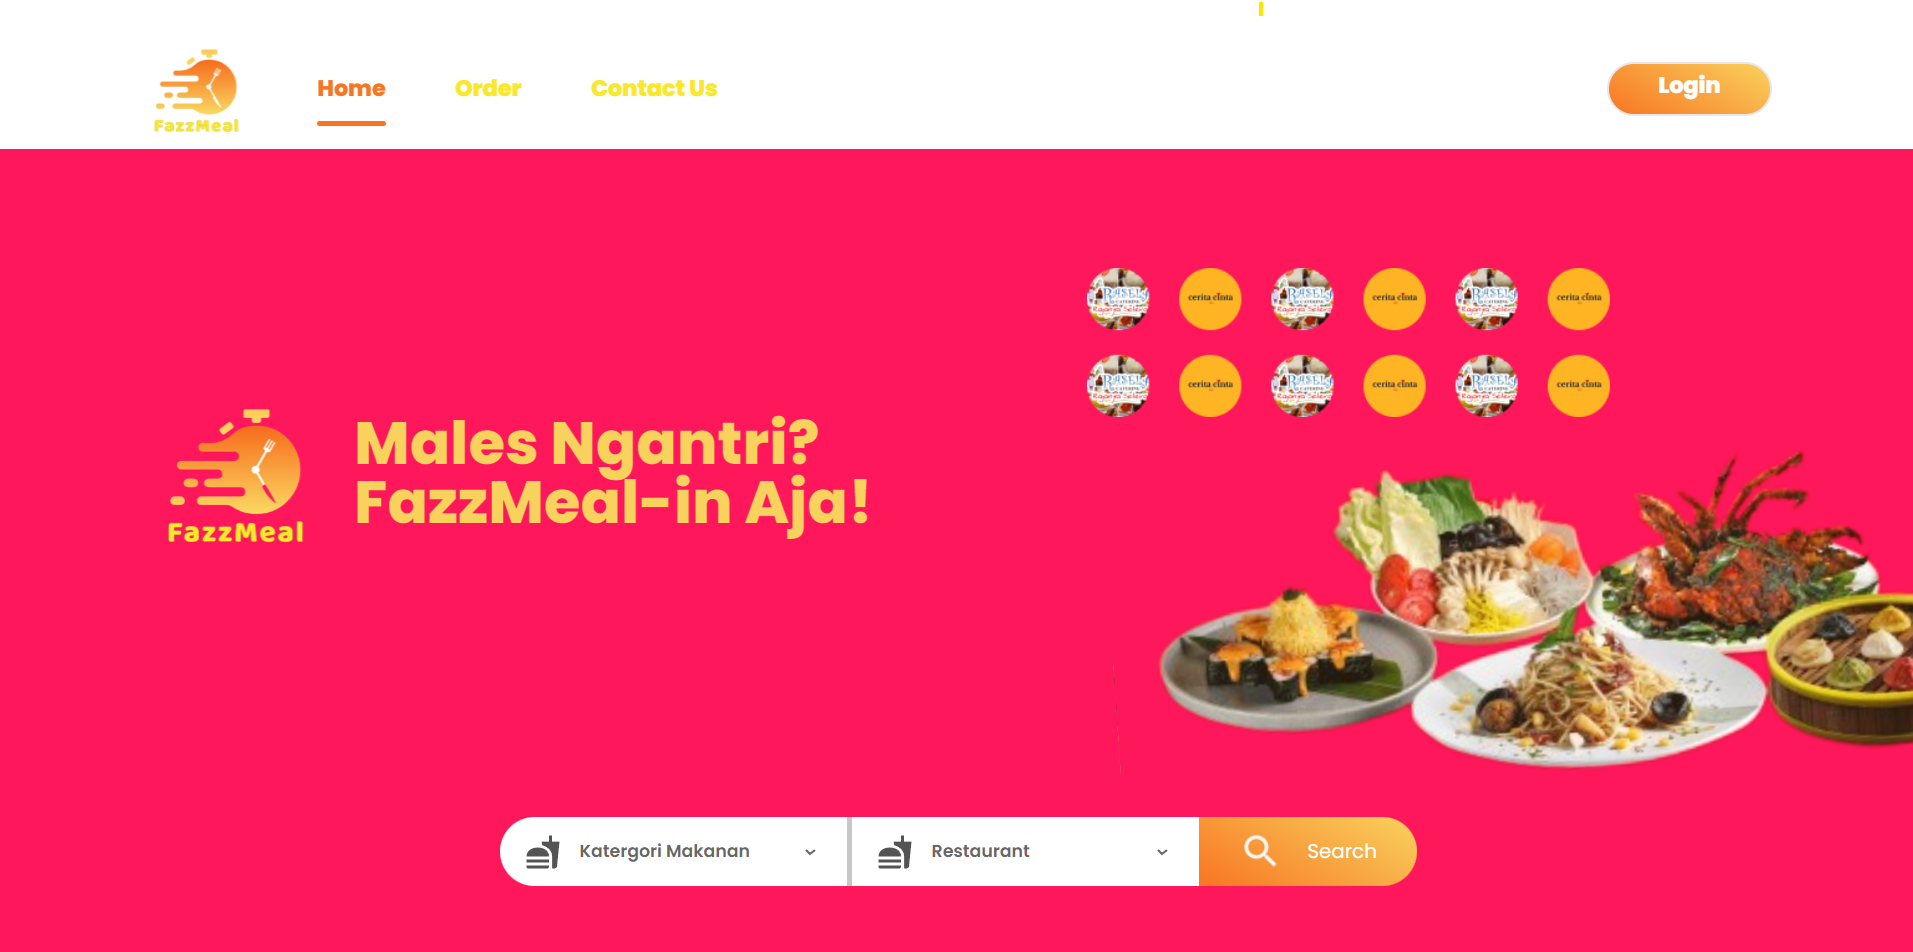 FazzMeal
Home
Order
Contact Us
Login
cerita cinta
cerita cinta
cerita cinta
cerita cinta
cerita cinta
cerita cinta
Males Ngantri?
FazzMeal-in Aja!
FazzMeal
Katergori Makanan
Restaurant
Search